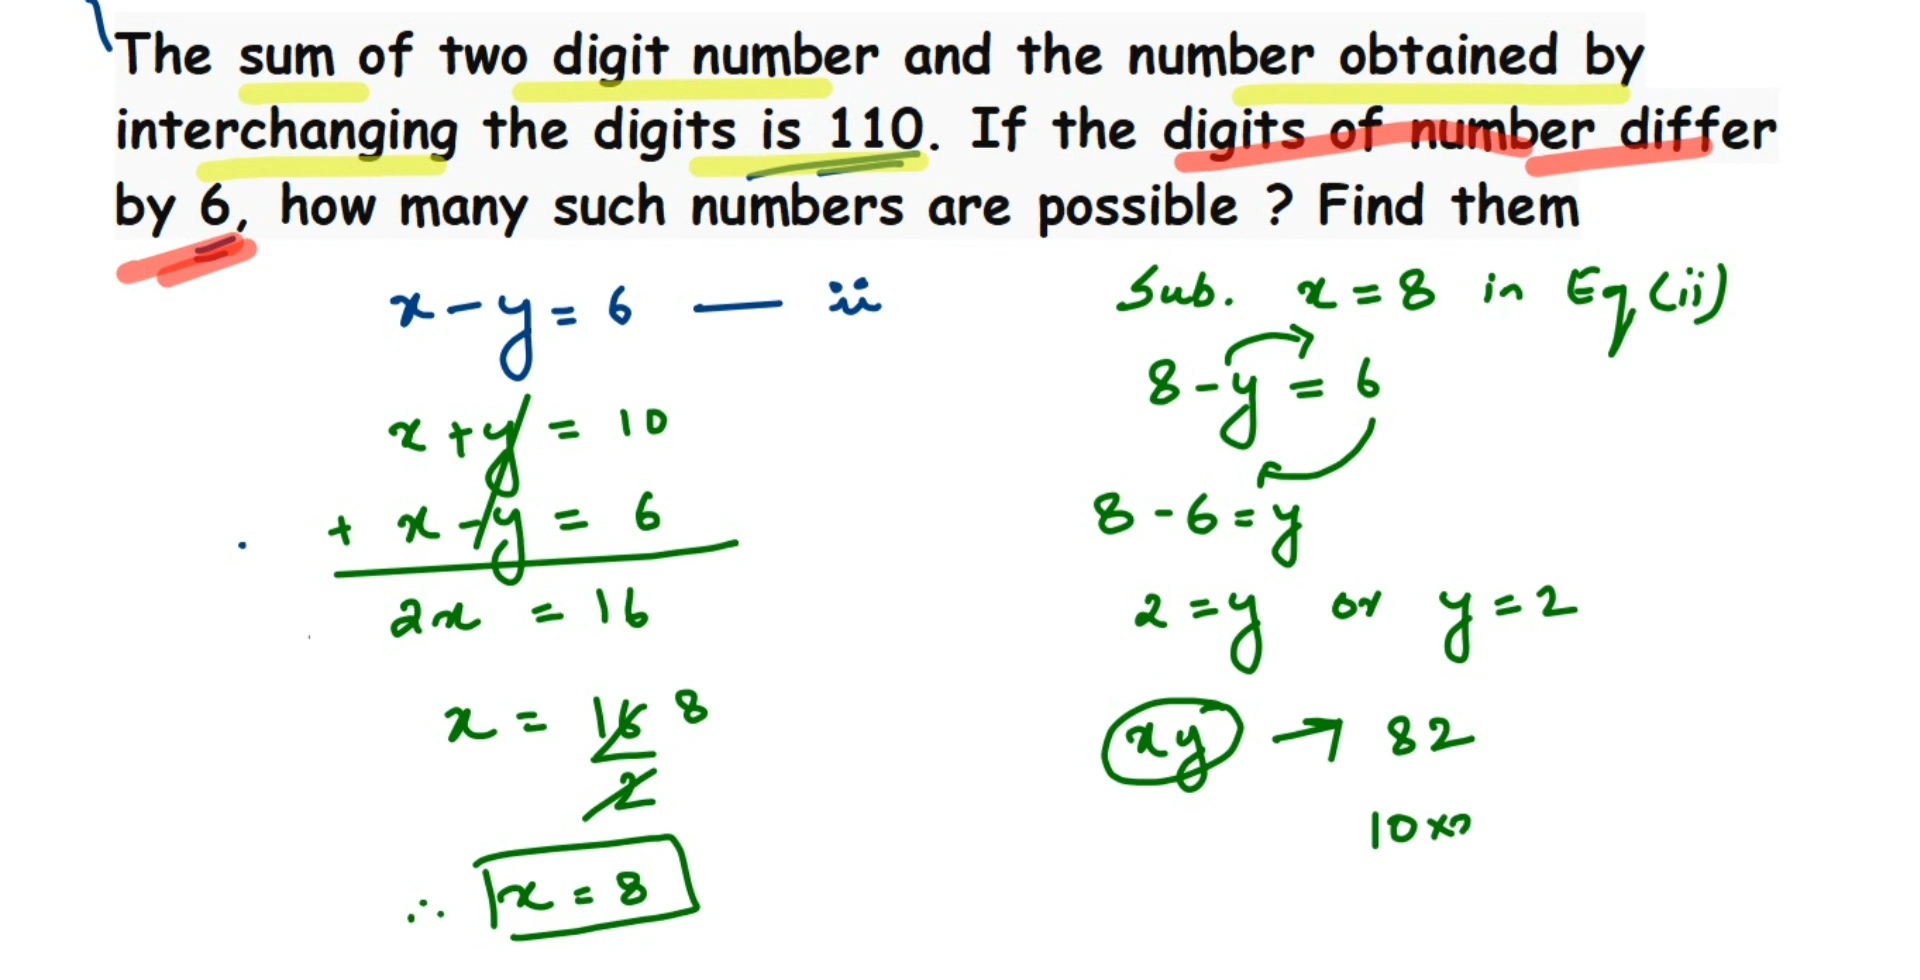 The sum of two digit number and the number obtained by
interchanging the digits is 110. If the digits of number differ
by 6, how many such numbers are possible ? Find them
x - y = 6 — ii
x + y = 10
+ x - y = 6
2x = 16
x = 16/2 8
∴ x = 8
Sub. x = 8 in Eq (ii)
8 - y = 6
8 - 6 = y
2 = y or y = 2
xy → 82
10x